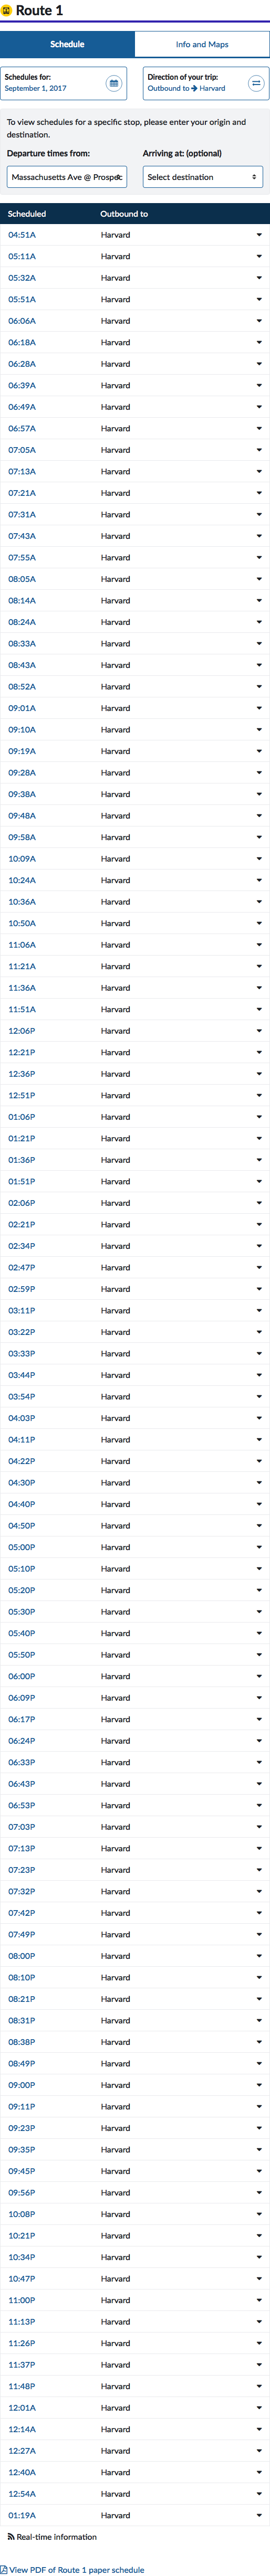 Route 1
Schedule Info and Maps
Schedules for: Direction of your trip:
September 1, 2017 Outbound to Harvard
To view schedules for a specific stop, please enter your origin and
destination.
Departure times from: Arriving at: (optional)
Massachusetts Ave @ Prospec Select destination
Scheduled Outbound to
04:51A Harvard
05:11A Harvard
05:32A Harvard
05:51A Harvard
06:06A Harvard
06:18A Harvard
06:28A Harvard
06:39A Harvard
06:49A Harvard
06:57A Harvard
07:05A Harvard
07:13A Harvard
07:21A Harvard
07:31A Harvard
07:43A Harvard
07:55A Harvard
08:05A Harvard
08:14A Harvard
08:24A Harvard
08:33A Harvard
08:43A Harvard
08:52A Harvard
09:01A Harvard
09:10A Harvard
09:19A Harvard
09:28A Harvard
09:38A Harvard
09:48A Harvard
09:58A Harvard
10:09A Harvard
10:24A Harvard
10:36A Harvard
10:50A Harvard
11:06A Harvard
11:21A Harvard
11:36A Harvard
11:51A Harvard
12:06P Harvard
12:21P Harvard
12:36P Harvard
12:51P Harvard
01:06P Harvard
01:21P Harvard
01:36P Harvard
01:51P Harvard
02:06P Harvard
02:21P Harvard
02:34P Harvard
02:47P Harvard
02:59P Harvard
03:11P Harvard
03:22P Harvard
03:33P Harvard
03:44P Harvard
03:54P Harvard
04:03P Harvard
04:11P Harvard
04:22P Harvard
04:30P Harvard
04:40P Harvard
04:50P Harvard
05:00P Harvard
05:10P Harvard
05:20P Harvard
05:30P Harvard
05:40P Harvard
05:50P Harvard
06:00P Harvard
06:09P Harvard
06:17P Harvard
06:24P Harvard
06:33P Harvard
06:43P Harvard
06:53P Harvard
07:03P Harvard
07:13P Harvard
07:23P Harvard
07:32P Harvard
07:42P Harvard
07:49P Harvard
08:00P Harvard
08:10P Harvard
08:21P Harvard
08:31P Harvard
08:38P Harvard
08:49P Harvard
09:00P Harvard
09:11P Harvard
09:23P Harvard
09:35P Harvard
09:45P Harvard
09:56P Harvard
10:08P Harvard
10:21P Harvard
10:34P Harvard
10:47P Harvard
11:00P Harvard
11:13P Harvard
11:26P Harvard
11:37P Harvard
11:48P Harvard
12:01A Harvard
12:14A Harvard
12:27A Harvard
12:40A Harvard
12:54A Harvard
01:19A Harvard
Real-time information
View PDF of Route 1 paper schedule